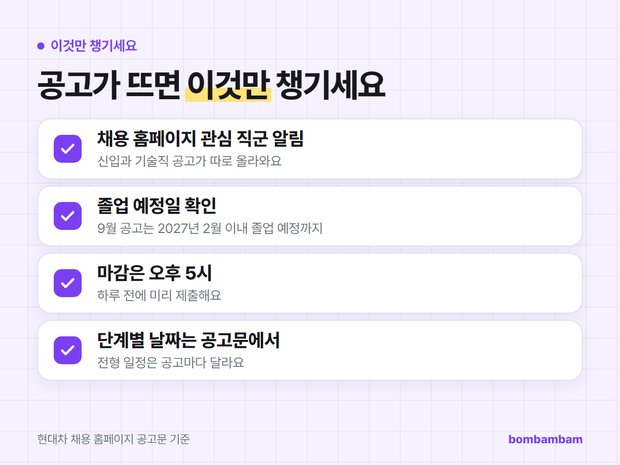 이것만 챙기세요
공고가 뜨면 이것만 챙기세요
채용 홈페이지 관심 직군 알림
신입과 기술직 공고가 따로 올라와요
졸업 예정일 확인
9월 공고는 2027년 2월 이내 졸업 예정까지
마감은 오후 5시
하루 전에 미리 제출해요
단계별 날짜는 공고문에서
전형 일정은 공고마다 달라요
현대차 채용 홈페이지 공고문 기준
bombambam